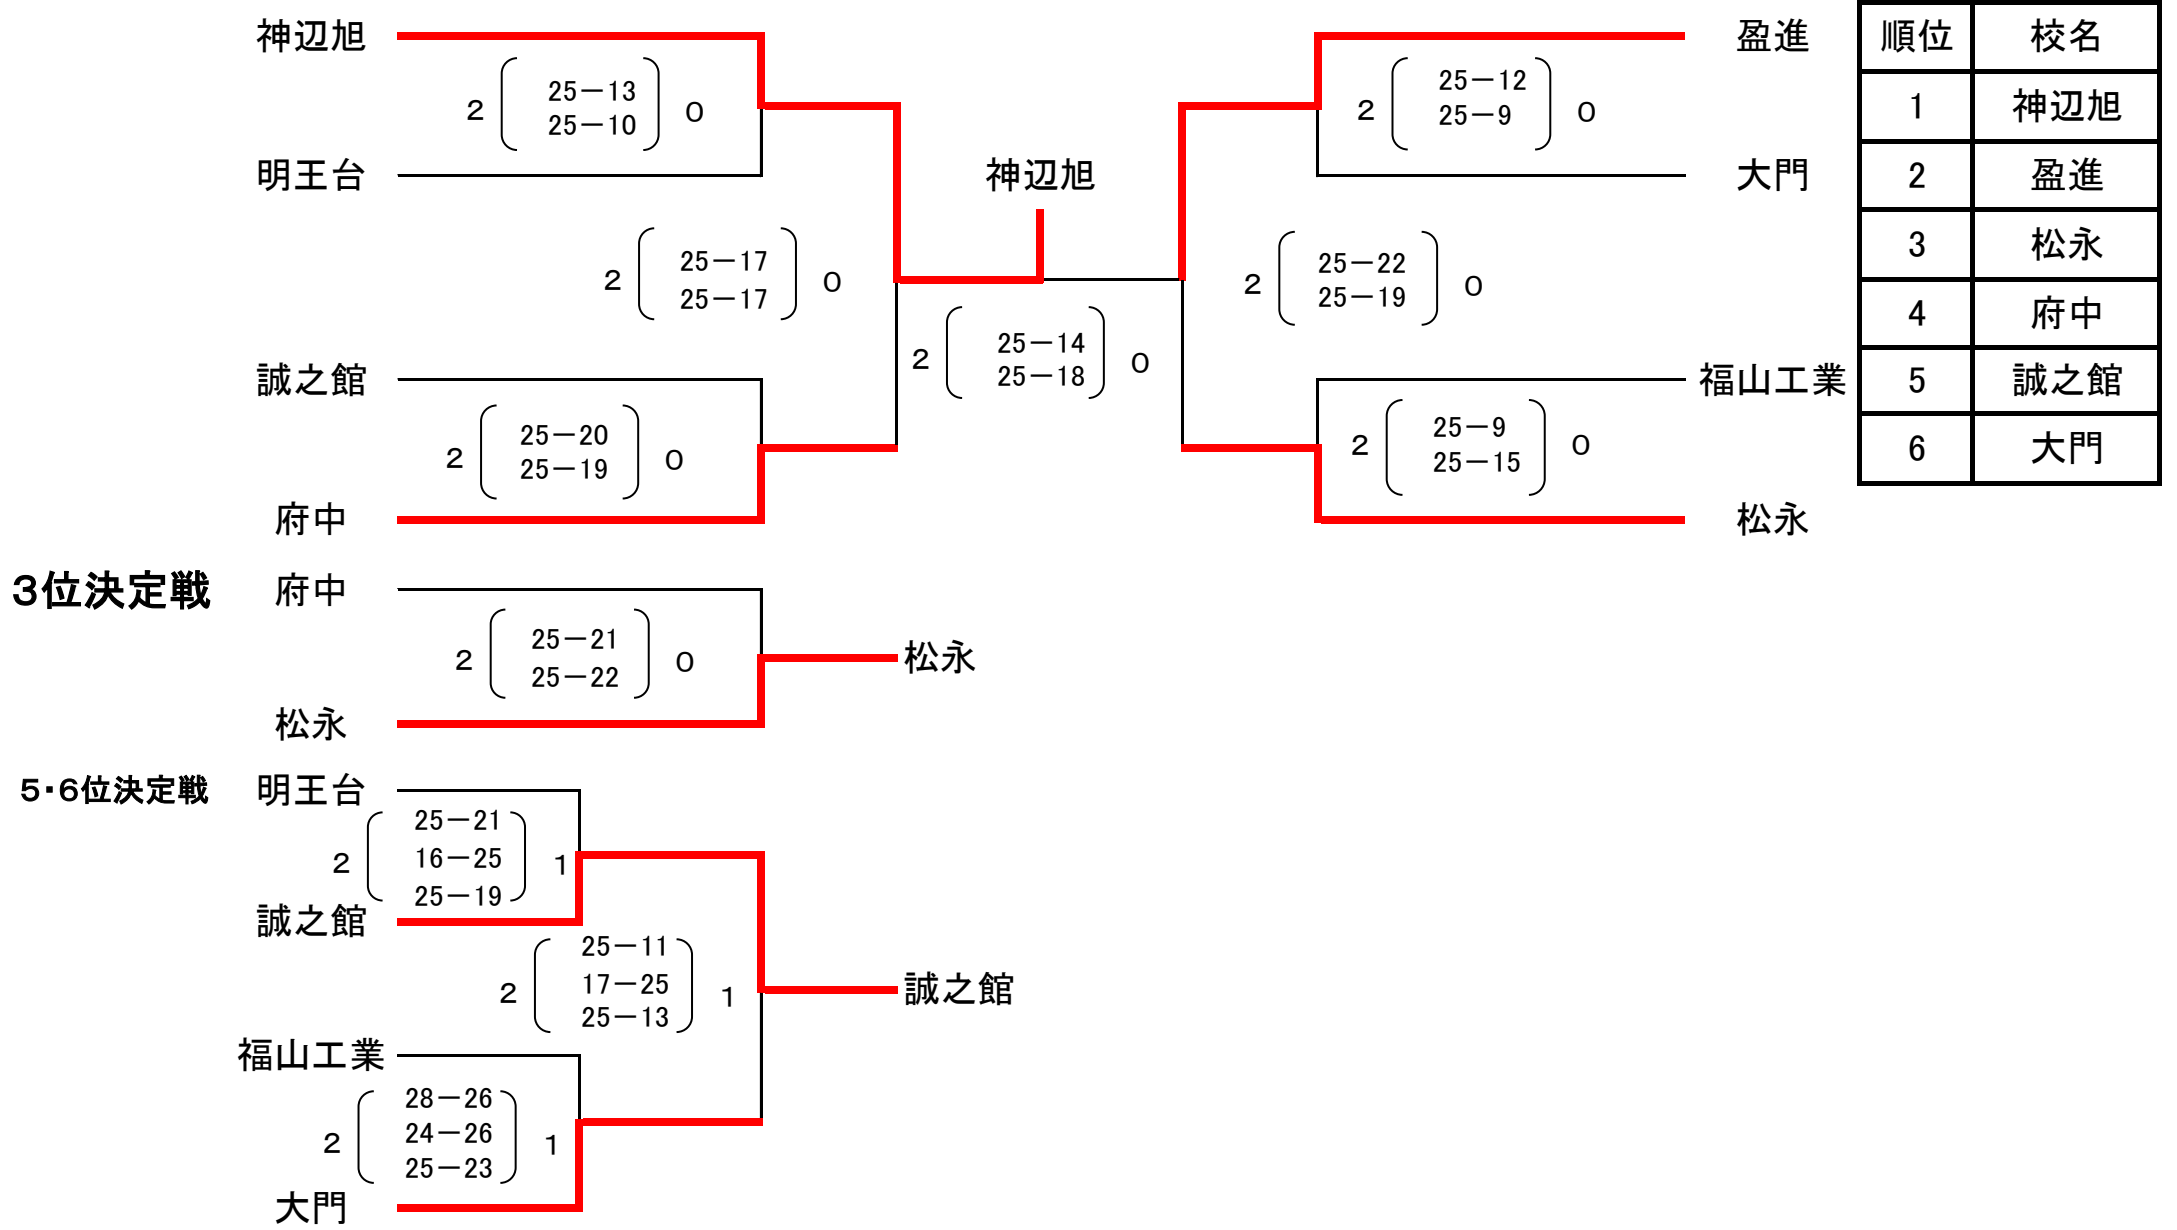 神辺旭
2 25－13 0
25－10
明王台
2 25－17 0
25－17
誠之館
2 25－20 0
25－19
府中
神辺旭
2 25－14 0
25－18
盈進
2 25－12 0
25－9
大門
2 25－22 0
25－19
福山工業
2 25－9 0
25－15
松永
順位 校名
1 神辺旭
2 盈進
3 松永
4 府中
5 誠之館
6 大門
3位決定戦 府中
2 25－21 0
25－22
松永
松永
5・6位決定戦 明王台
25－21
2 16－25 1
25－19
誠之館
25－11
2 17－25 1
25－13
誠之館
福山工業
28－26
2 24－26 1
25－23
大門